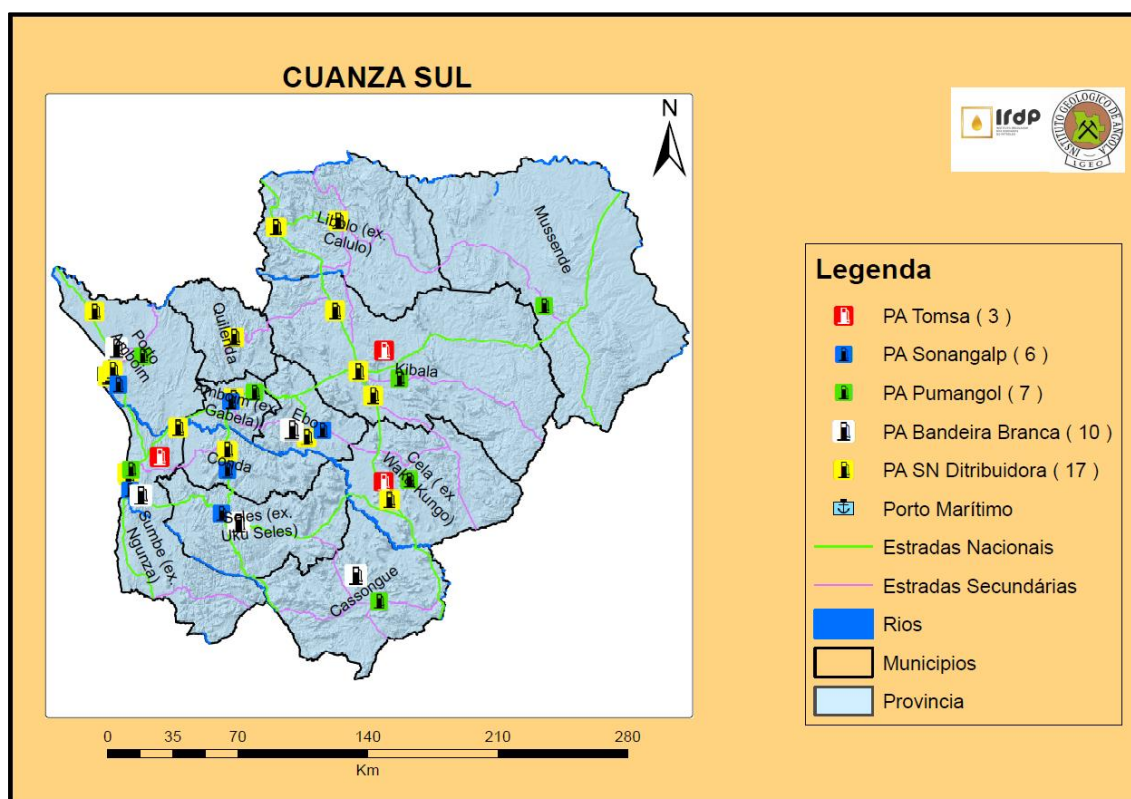 CUANZA SUL
N
Irdp
INSTITUTO GEOLOGICO DE ANGOLA
I.G.E.O
Libolo (ex.
Calulo)
Mussende
Quilenda
Porto
Amboim
Kibala
Amboim (ex.
Gabela)
Ebo
Conda
Cela (ex.
Wako Kungo)
Seles (ex.
Uku Seles)
Sumbe (ex.
Ngunza)
Cassongue
Legenda
PA Tomsa ( 3 )
PA Sonangalp ( 6 )
PA Pumangol ( 7 )
PA Bandeira Branca ( 10 )
PA SN Ditribuidora ( 17 )
Porto Marítimo
Estradas Nacionais
Estradas Secundárias
Rios
Municipios
Provincia
0 35 70 140 210 280
Km